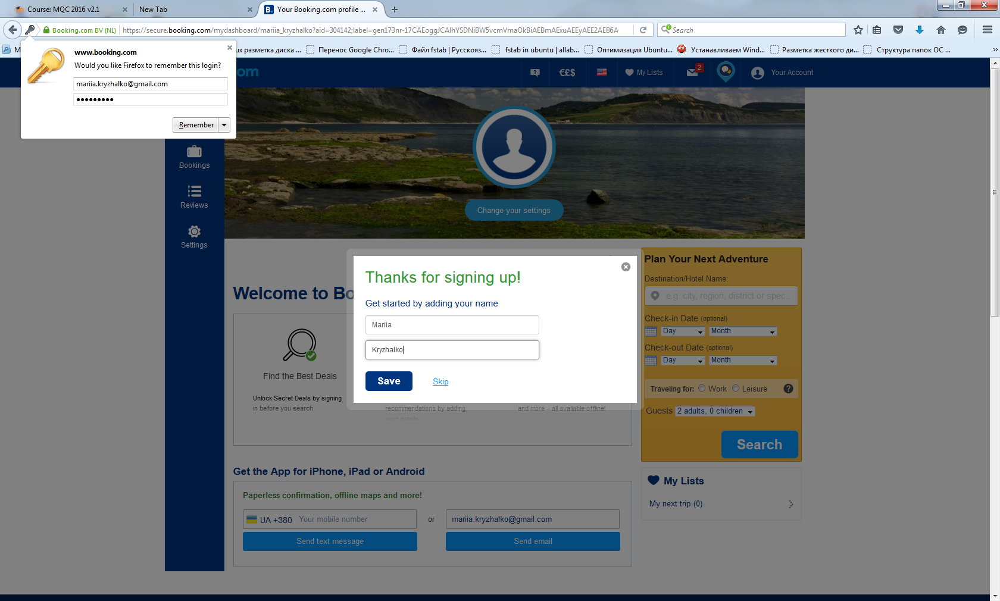 Course: MQC 2016 v2.1
New Tab
B. Your Booking.com profile ...
Booking.com BV (NL)
https://secure.booking.com/mydashboard/mariia_kryzhalko?aid=304142;label=gen173nr-17CAEoggJCAlhYSDNiBW5vcmVmaOkBiAEBmAExuAEEyAEE2AEB6A
Search
M
ux разметка диска ...
Перенос Google Chro...
Файл fstab | Русскояз...
fstab in ubuntu | allab...
Оптимизация Ubuntu...
Устанавливаем Wind...
Разметка жесткого ди...
Структура папок ОС ...
www.booking.com
Would you like Firefox to remember this login?
mariia.kryzhalko@gmail.com
•••••••••
Remember
om
€£$
My Lists
2
Your Account
Bookings
Reviews
Settings
Change your settings
Welcome to Bo
Find the Best Deals
Unlock Secret Deals by signing
in before you search.
recommendations by adding
your details
and more – all available offline!
Thanks for signing up!
Get started by adding your name
Mariia
Kryzhalko
Save
Skip
Plan Your Next Adventure
Destination/Hotel Name:
e.g. city, region, district or spec...
Check-in Date (optional)
Day
Month
Check-out Date (optional)
Day
Month
Traveling for: Work Leisure ?
Guests 2 adults, 0 children
Search
Get the App for iPhone, iPad or Android
Paperless confirmation, offline maps and more!
UA +380 Your mobile number
or
mariia.kryzhalko@gmail.com
Send text message
Send email
My Lists
My next trip (0)